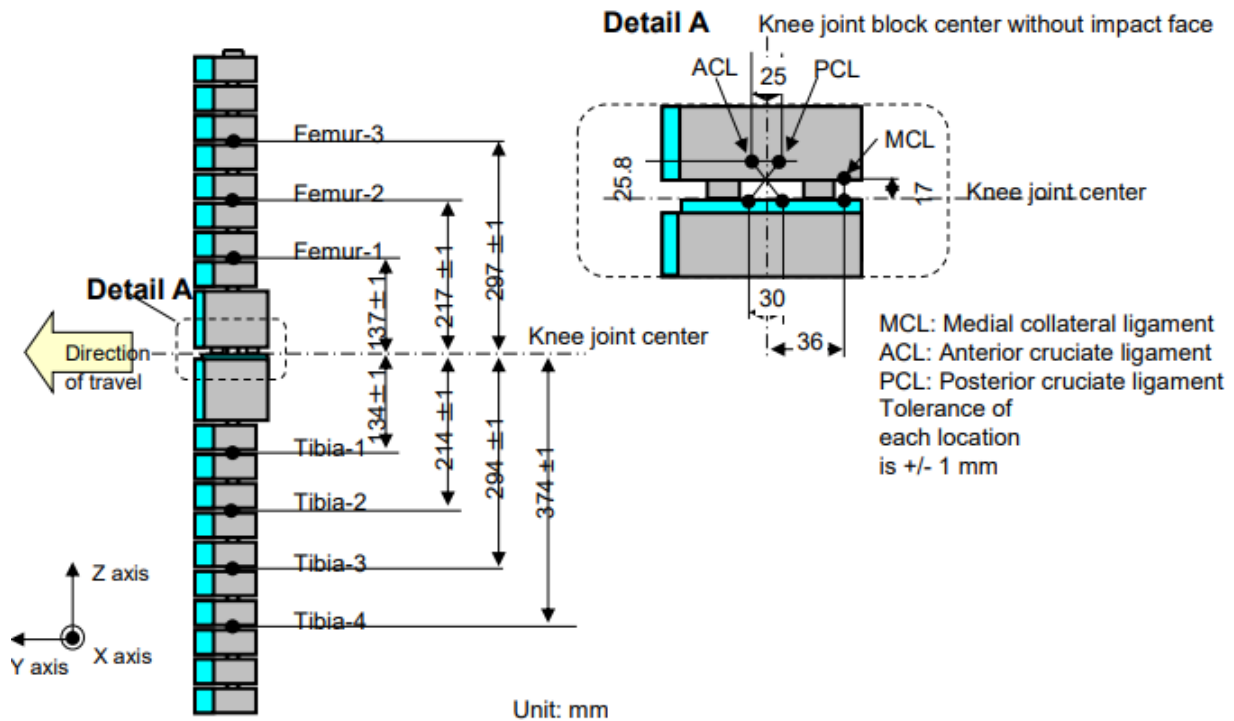 Detail A
Knee joint block center without impact face
ACL
25
PCL
MCL
25.8
17
Knee joint center
30
36
MCL: Medial collateral ligament
ACL: Anterior cruciate ligament
PCL: Posterior cruciate ligament
Tolerance of
each location
is +/- 1 mm
Femur-3
Femur-2
Femur-1
Detail A
137±1
217 ±1
297 ±1
Knee joint center
Direction
of travel
134±1
214 ±1
294 ±1
374±1
Tibia-1
Tibia-2
Tibia-3
Tibia-4
Z axis
Y axis
X axis
Unit: mm